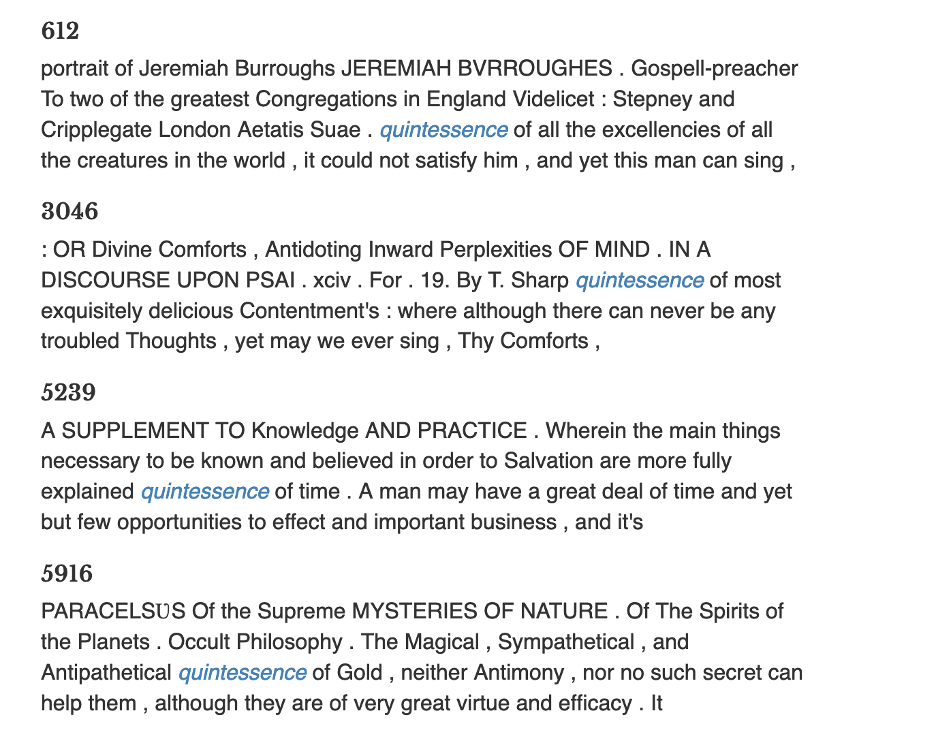 612
portrait of Jeremiah Burroughs JEREMIAH BVRROUGHES . Gospell-preacher
To two of the greatest Congregations in England Videlicet : Stepney and
Cripplegate London Aetatis Suae . quintessence of all the excellencies of all
the creatures in the world , it could not satisfy him , and yet this man can sing ,
3046
: OR Divine Comforts , Antidoting Inward Perplexities OF MIND . IN A
DISCOURSE UPON PSAI . xciv . For . 19. By T. Sharp quintessence of most
exquisitely delicious Contentment's : where although there can never be any
troubled Thoughts , yet may we ever sing , Thy Comforts ,
5239
A SUPPLEMENT TO Knowledge AND PRACTICE . Wherein the main things
necessary to be known and believed in order to Salvation are more fully
explained quintessence of time . A man may have a great deal of time and yet
but few opportunities to effect and important business , and it's
5916
PARACELSƲS Of the Supreme MYSTERIES OF NATURE . Of The Spirits of
the Planets . Occult Philosophy . The Magical , Sympathetical , and
Antipathetical quintessence of Gold , neither Antimony , nor no such secret can
help them , although they are of very great virtue and efficacy . It